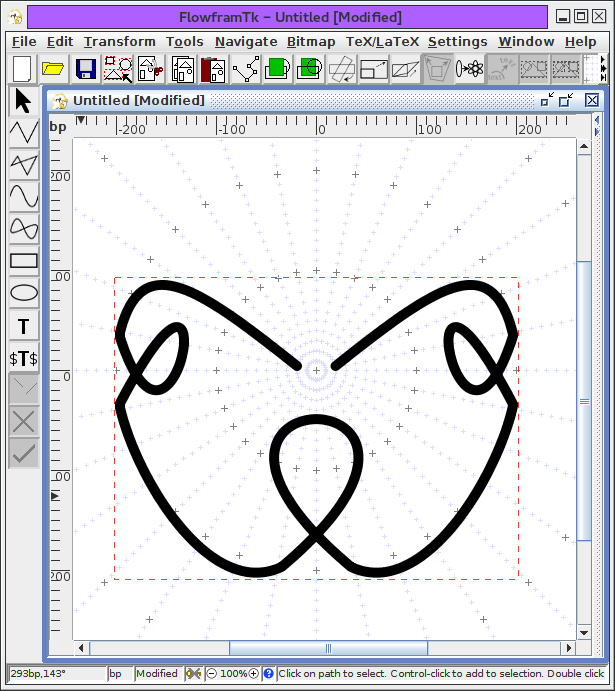 FlowframTk – Untitled [Modified]
File Edit Transform Tools Navigate Bitmap TeX/LaTeX Settings Window Help
Untitled [Modified]
bp -200 -100 0 100 200
200
100
0
100
200
T
$T$
293bp,143° bp Modified 100% Click on path to select. Control-click to add to selection. Double click